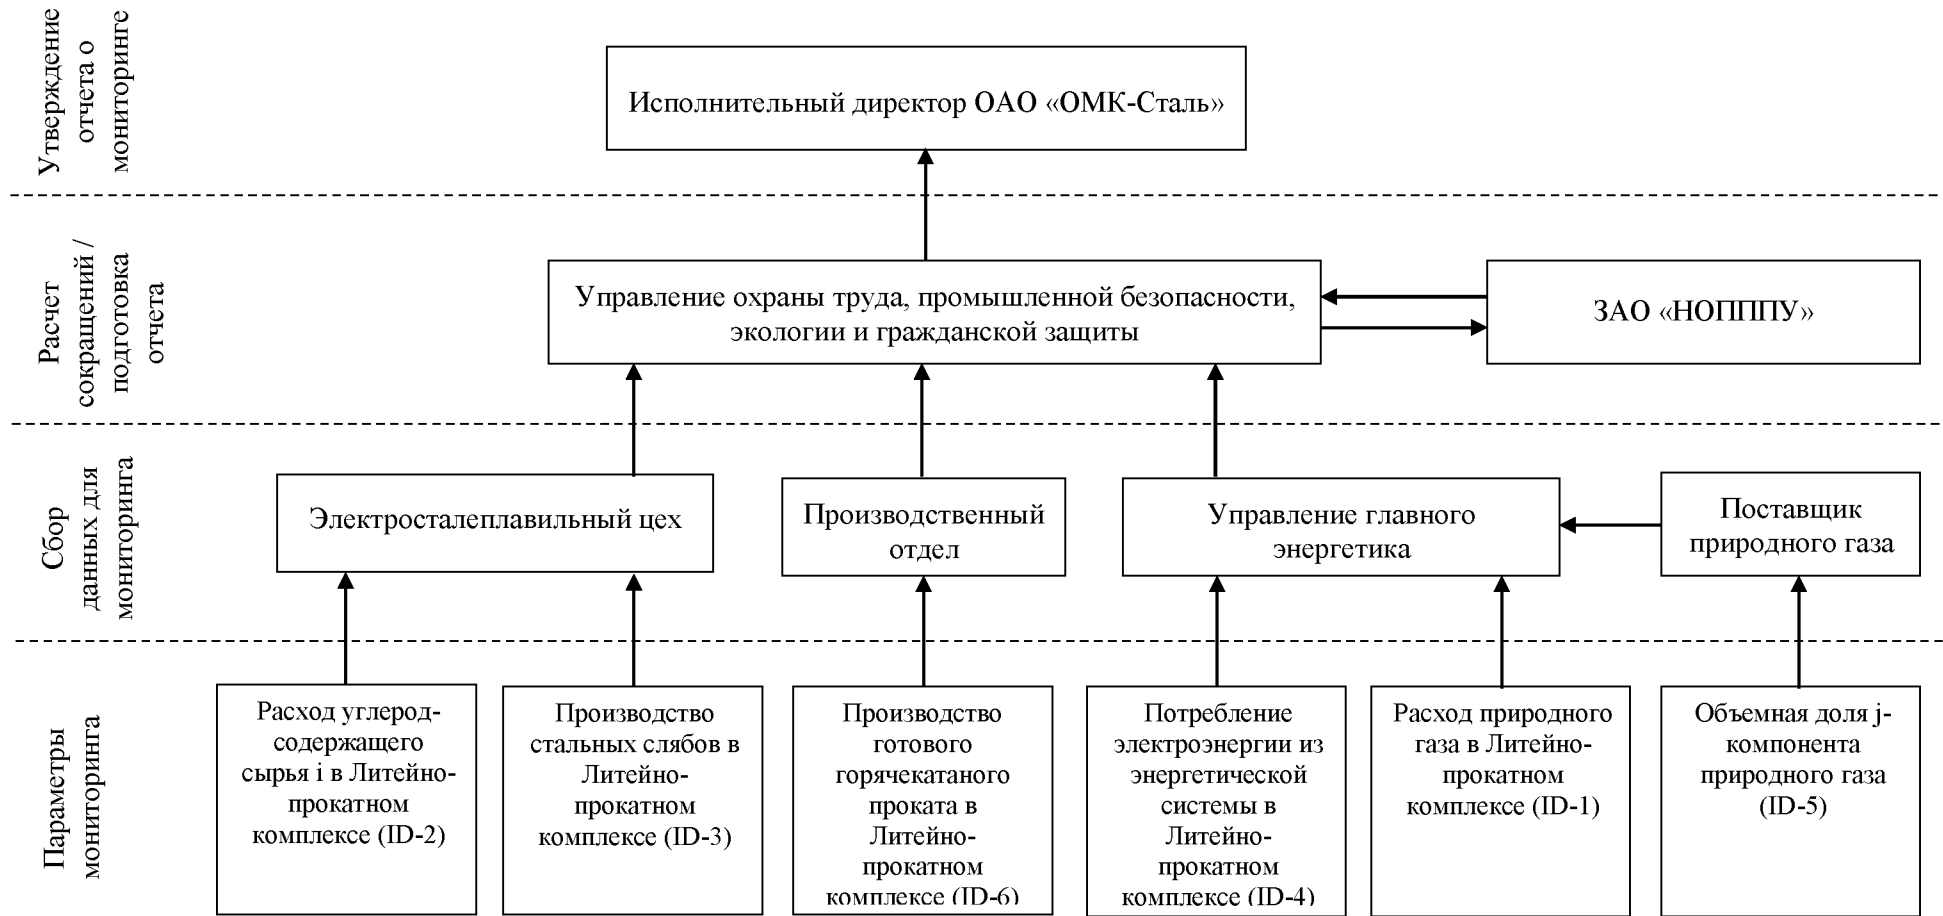 Утверждение
отчета о
мониторинге
Исполнительный директор ОАО «ОМК-Сталь»
Расчет
сокращений /
подготовка
отчета
Управление охраны труда, промышленной безопасности,
экологии и гражданской защиты
ЗАО «НОПППУ»
Сбор
данных для
мониторинга
Электросталеплавильный цех
Производственный
отдел
Управление главного
энергетика
Поставщик
природного газа
Параметры
мониторинга
Расход углерод-
содержащего
сырья i в Литейно-
прокатном
комплексе (ID-2)
Производство
стальных слябов в
Литейно-
прокатном
комплексе (ID-3)
Производство
готового
горячекатаного
проката в
Литейно-
прокатном
комплексе (ID-6)
Потребление
электроэнергии из
энергетической
системы в
Литейно-
прокатном
комплексе (ID-4)
Расход природного
газа в Литейно-
прокатном
комплексе (ID-1)
Объемная доля j-
компонента
природного газа
(ID-5)